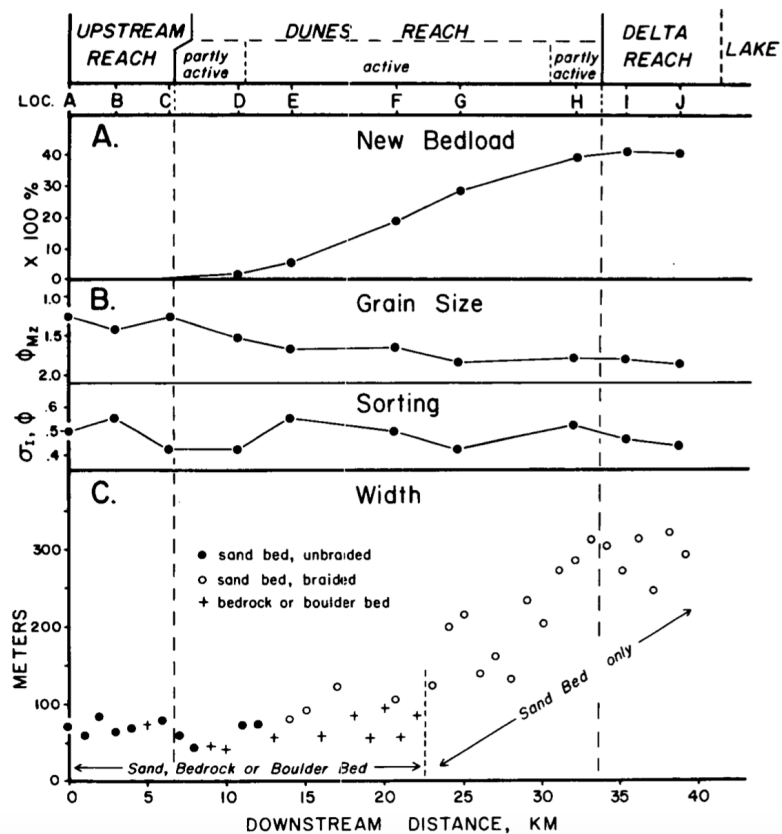 UPSTREAM REACH
DUNES REACH
DELTA REACH
LAKE
partly active
active
partly active
LOC. A B C D E F G H I J
A. New Bedload
X 100 %
40
30
20
10
0
B. Grain Size
ΦMz
1.0
1.5
2.0
Sorting
σI, Φ
.6
.5
.4
C. Width
● sand bed, unbraided
○ sand bed, braided
+ bedrock or boulder bed
METERS
300
200
100
0
Sand Bed only
Sand, Bedrock or Boulder Bed
0 5 10 15 20 25 30 35 40
DOWNSTREAM DISTANCE, KM